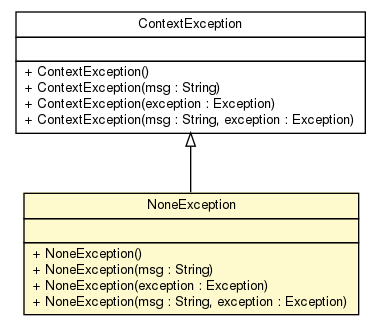 ContextException
+ ContextException()
+ ContextException(msg : String)
+ ContextException(exception : Exception)
+ ContextException(msg : String, exception : Exception)
NoneException
+ NoneException()
+ NoneException(msg : String)
+ NoneException(exception : Exception)
+ NoneException(msg : String, exception : Exception)